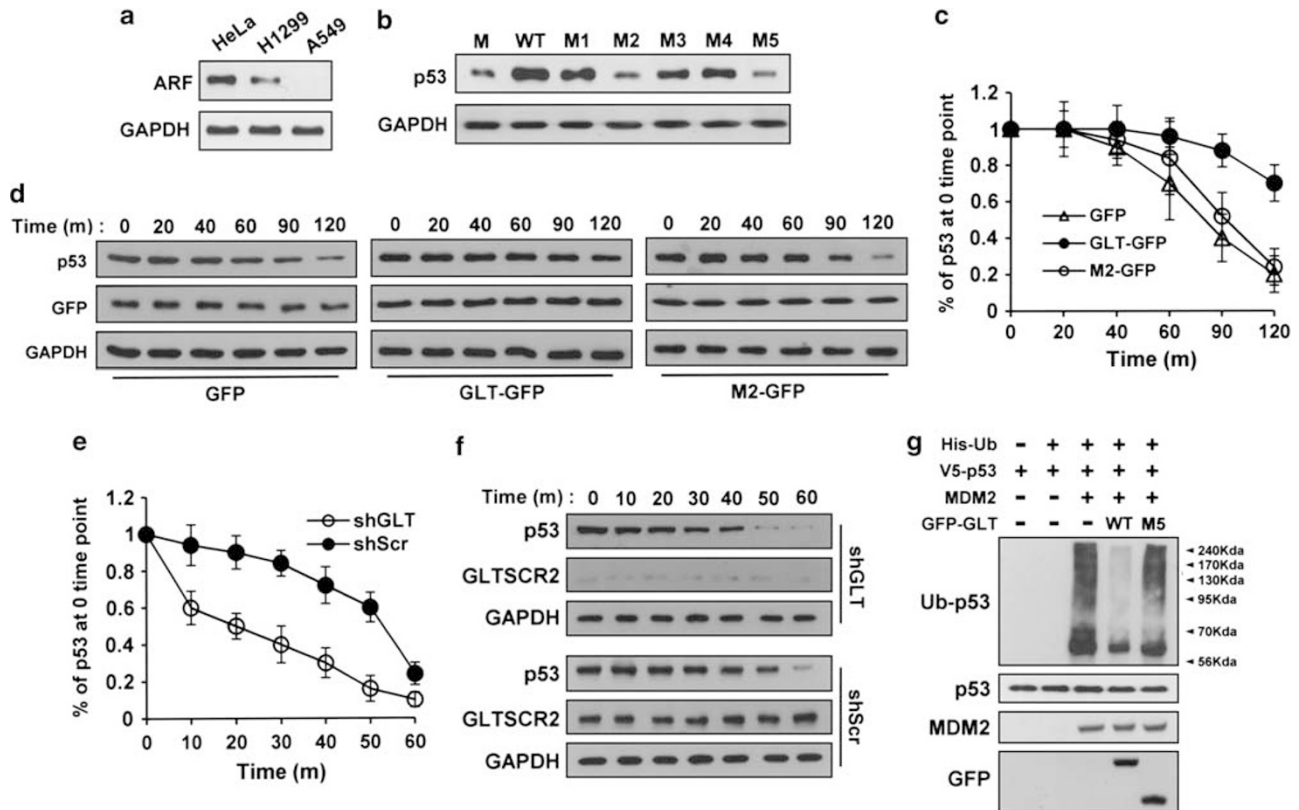 a
HeLa H1299 A549
ARF
GAPDH
b
M WT M1 M2 M3 M4 M5
p53
GAPDH
c
% of p53 at 0 time point
1.2
1
0.8
0.6
0.4
0.2
0
GFP
GLT-GFP
M2-GFP
0 20 40 60 90 120
Time (m)
d
Time (m) : 0 20 40 60 90 120 0 20 40 60 90 120 0 20 40 60 90 120
p53
GFP
GAPDH
GFP GLT-GFP M2-GFP
e
% of p53 at 0 time point
1.2
1
0.8
0.6
0.4
0.2
0
shGLT
shScr
0 10 20 30 40 50 60
Time (m)
f
Time (m) : 0 10 20 30 40 50 60
p53
GLTSCR2
GAPDH
shGLT
p53
GLTSCR2
GAPDH
shScr
g
His-Ub - + + + +
V5-p53 + + + + +
MDM2 - - + + +
GFP-GLT - - - WT M5
Ub-p53
240Kda
170Kda
130Kda
95Kda
70Kda
56Kda
p53
MDM2
GFP